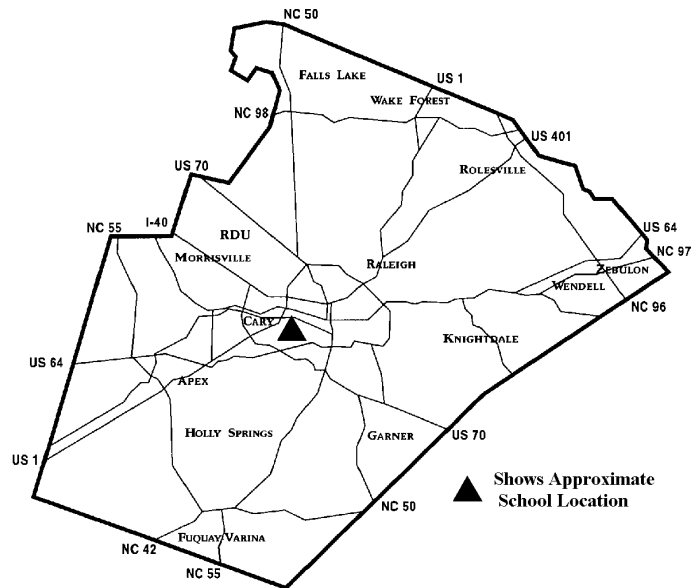 NC 50
FALLS LAKE
US 1
WAKE FOREST
NC 98
US 401
US 70
ROLESVILLE
NC 55
I-40
RDU
US 64
MORRISVILLE
NC 97
RALEIGH
ZEBULON
WENDELL
NC 96
CARY
KNIGHTDALE
US 64
APEX
HOLLY SPRINGS
GARNER
US 70
US 1
Shows Approximate
School Location
NC 50
FUQUAY-VARINA
NC 42
NC 55